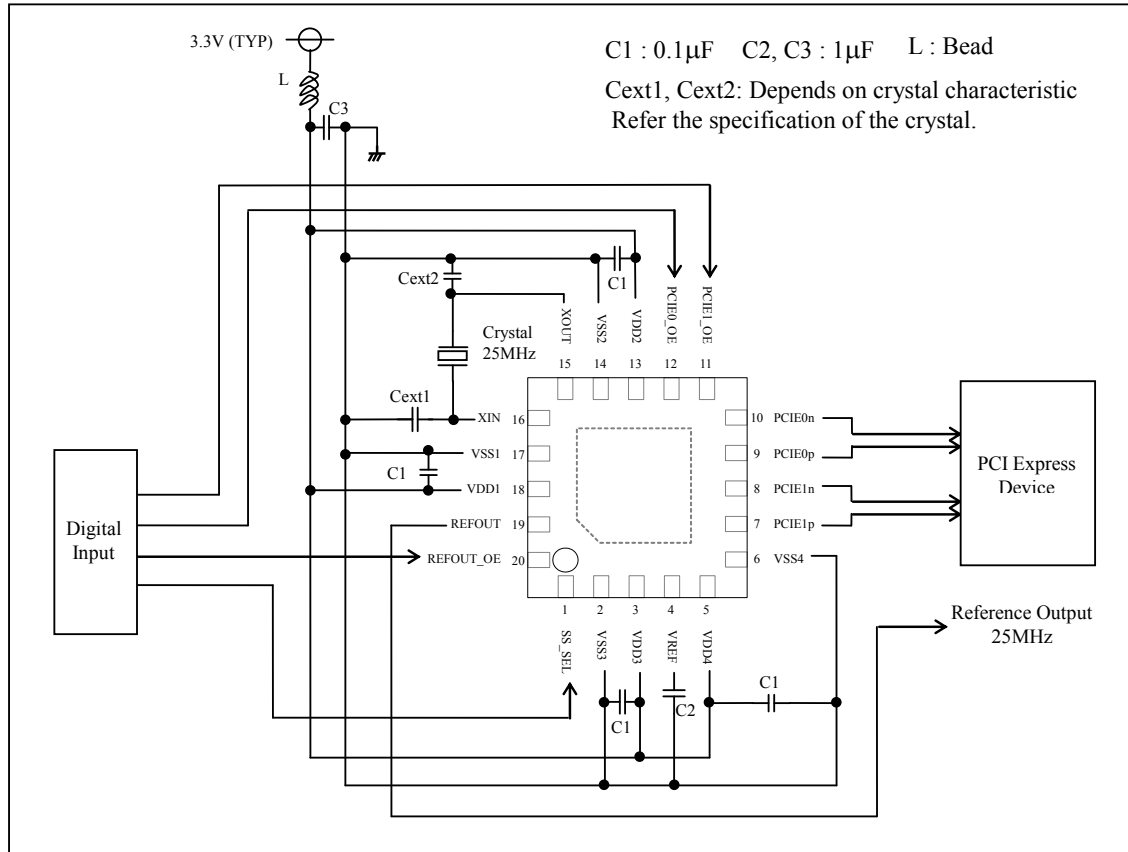 3.3V (TYP)
L
C3
C1 : 0.1μF C2, C3 : 1μF L : Bead
Cext1, Cext2: Depends on crystal characteristic
Refer the specification of the crystal.
Cext2
C1
Crystal
25MHz
Cext1
C1
XOUT
VSS2
VDD2
PCIE0_OE
PCIE1_OE
15
14
13
12
11
XIN 16
VSS1 17
VDD1 18
REFOUT 19
REFOUT_OE 20
10 PCIE0n
9 PCIE0p
8 PCIE1n
7 PCIE1p
6 VSS4
PCI Express
Device
Digital
Input
1
2
3
4
5
SS_SEL
VSS3
VDD3
VREF
VDD4
C1
C2
C1
Reference Output
25MHz